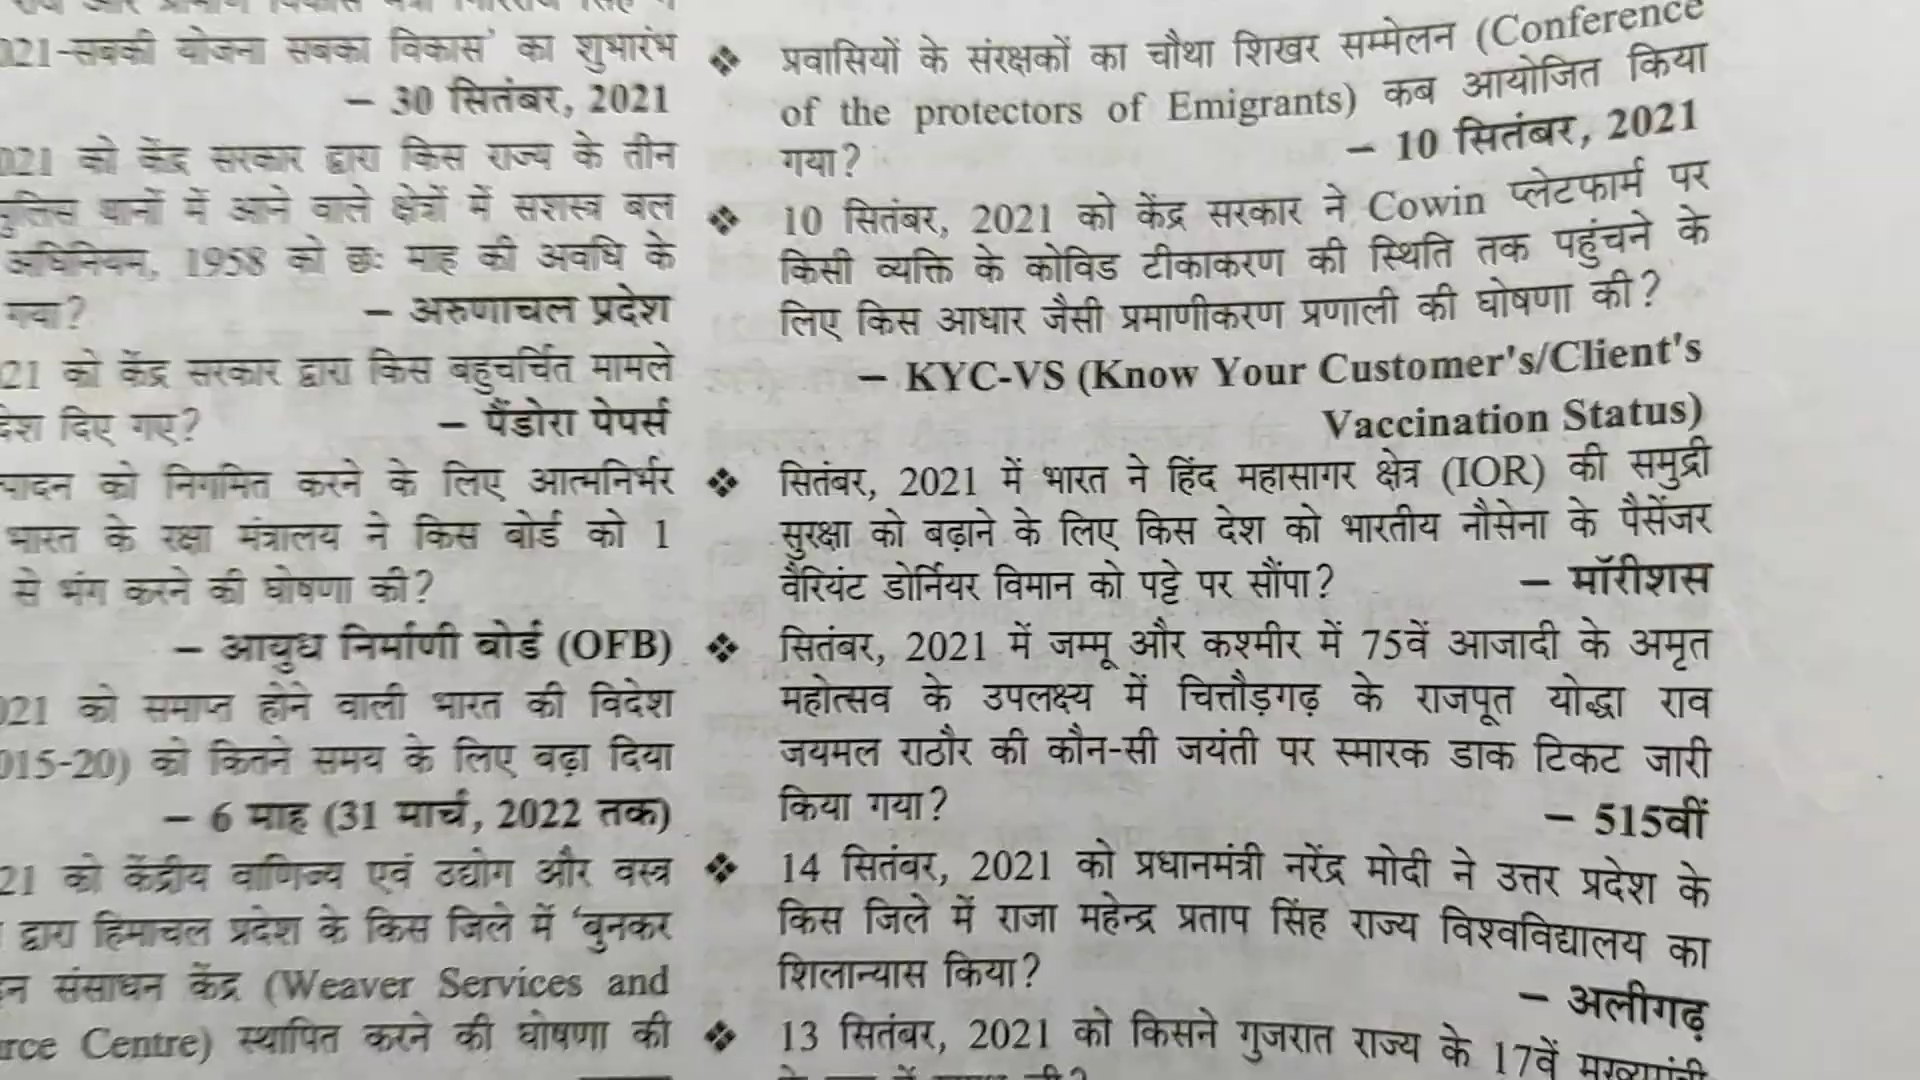 021-सबकी योजना सबका विकास' का शुभारंभ
– 30 सितंबर, 2021
021 को केंद्र सरकार द्वारा किस राज्य के तीन
पुलिस थानों में आने वाले क्षेत्रों में सशस्त्र बल
अधिनियम, 1958 को छः माह की अवधि के
गया?
– अरुणाचल प्रदेश
21 को केंद्र सरकार द्वारा किस बहुचर्चित मामले
दिए गए?
– पैंडोरा पेपर्स
को निगमित करने के लिए आत्मनिर्भर
भारत के रक्षा मंत्रालय ने किस बोर्ड को 1
से भंग करने की घोषणा की?
– आयुध निर्माणी बोर्ड (OFB)
021 को समाप्त होने वाली भारत की विदेश
015-20) को कितने समय के लिए बढ़ा दिया
– 6 माह (31 मार्च, 2022 तक)
21 को केंद्रीय वाणिज्य एवं उद्योग और वस्त्र
द्वारा हिमाचल प्रदेश के किस जिले में 'बुनकर
संसाधन केंद्र (Weaver Services and
Centre) स्थापित करने की घोषणा की
❖ प्रवासियों के संरक्षकों का चौथा शिखर सम्मेलन (Conference
of the protectors of Emigrants) कब आयोजित किया
गया? – 10 सितंबर, 2021
❖ 10 सितंबर, 2021 को केंद्र सरकार ने Cowin प्लेटफार्म पर
किसी व्यक्ति के कोविड टीकाकरण की स्थिति तक पहुंचने के
लिए किस आधार जैसी प्रमाणीकरण प्रणाली की घोषणा की?
– KYC-VS (Know Your Customer's/Client's
Vaccination Status)
❖ सितंबर, 2021 में भारत ने हिंद महासागर क्षेत्र (IOR) की समुद्री
सुरक्षा को बढ़ाने के लिए किस देश को भारतीय नौसेना के पैसेंजर
वैरियंट डोर्नियर विमान को पट्टे पर सौंपा? – मॉरीशस
❖ सितंबर, 2021 में जम्मू और कश्मीर में 75वें आजादी के अमृत
महोत्सव के उपलक्ष्य में चित्तौड़गढ़ के राजपूत योद्धा राव
जयमल राठौर की कौन-सी जयंती पर स्मारक डाक टिकट जारी
किया गया? – 515वीं
❖ 14 सितंबर, 2021 को प्रधानमंत्री नरेंद्र मोदी ने उत्तर प्रदेश के
किस जिले में राजा महेन्द्र प्रताप सिंह राज्य विश्वविद्यालय का
शिलान्यास किया?
– अलीगढ़
❖ 13 सितंबर, 2021 को किसने गुजरात राज्य के 17वें मुख्यमंत्री